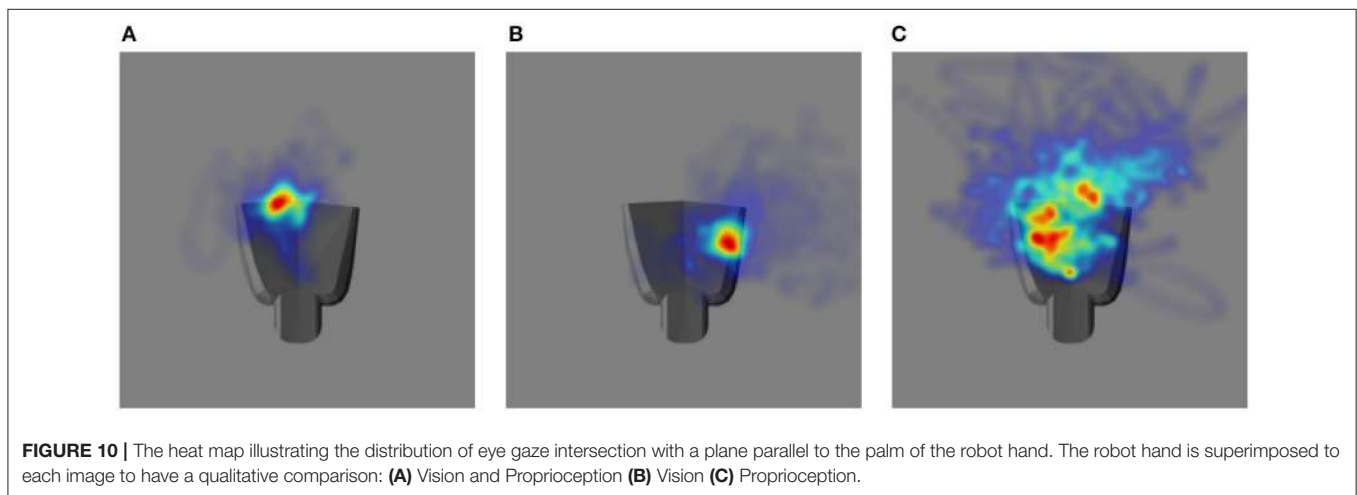 A B C
FIGURE 10 | The heat map illustrating the distribution of eye gaze intersection with a plane parallel to the palm of the robot hand. The robot hand is superimposed to
each image to have a qualitative comparison: (A) Vision and Proprioception (B) Vision (C) Proprioception.